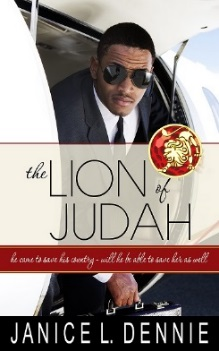 the
LION
of
JUDAH
he came to save his country - will he be able to save her as well
JANICE L. DENNIE